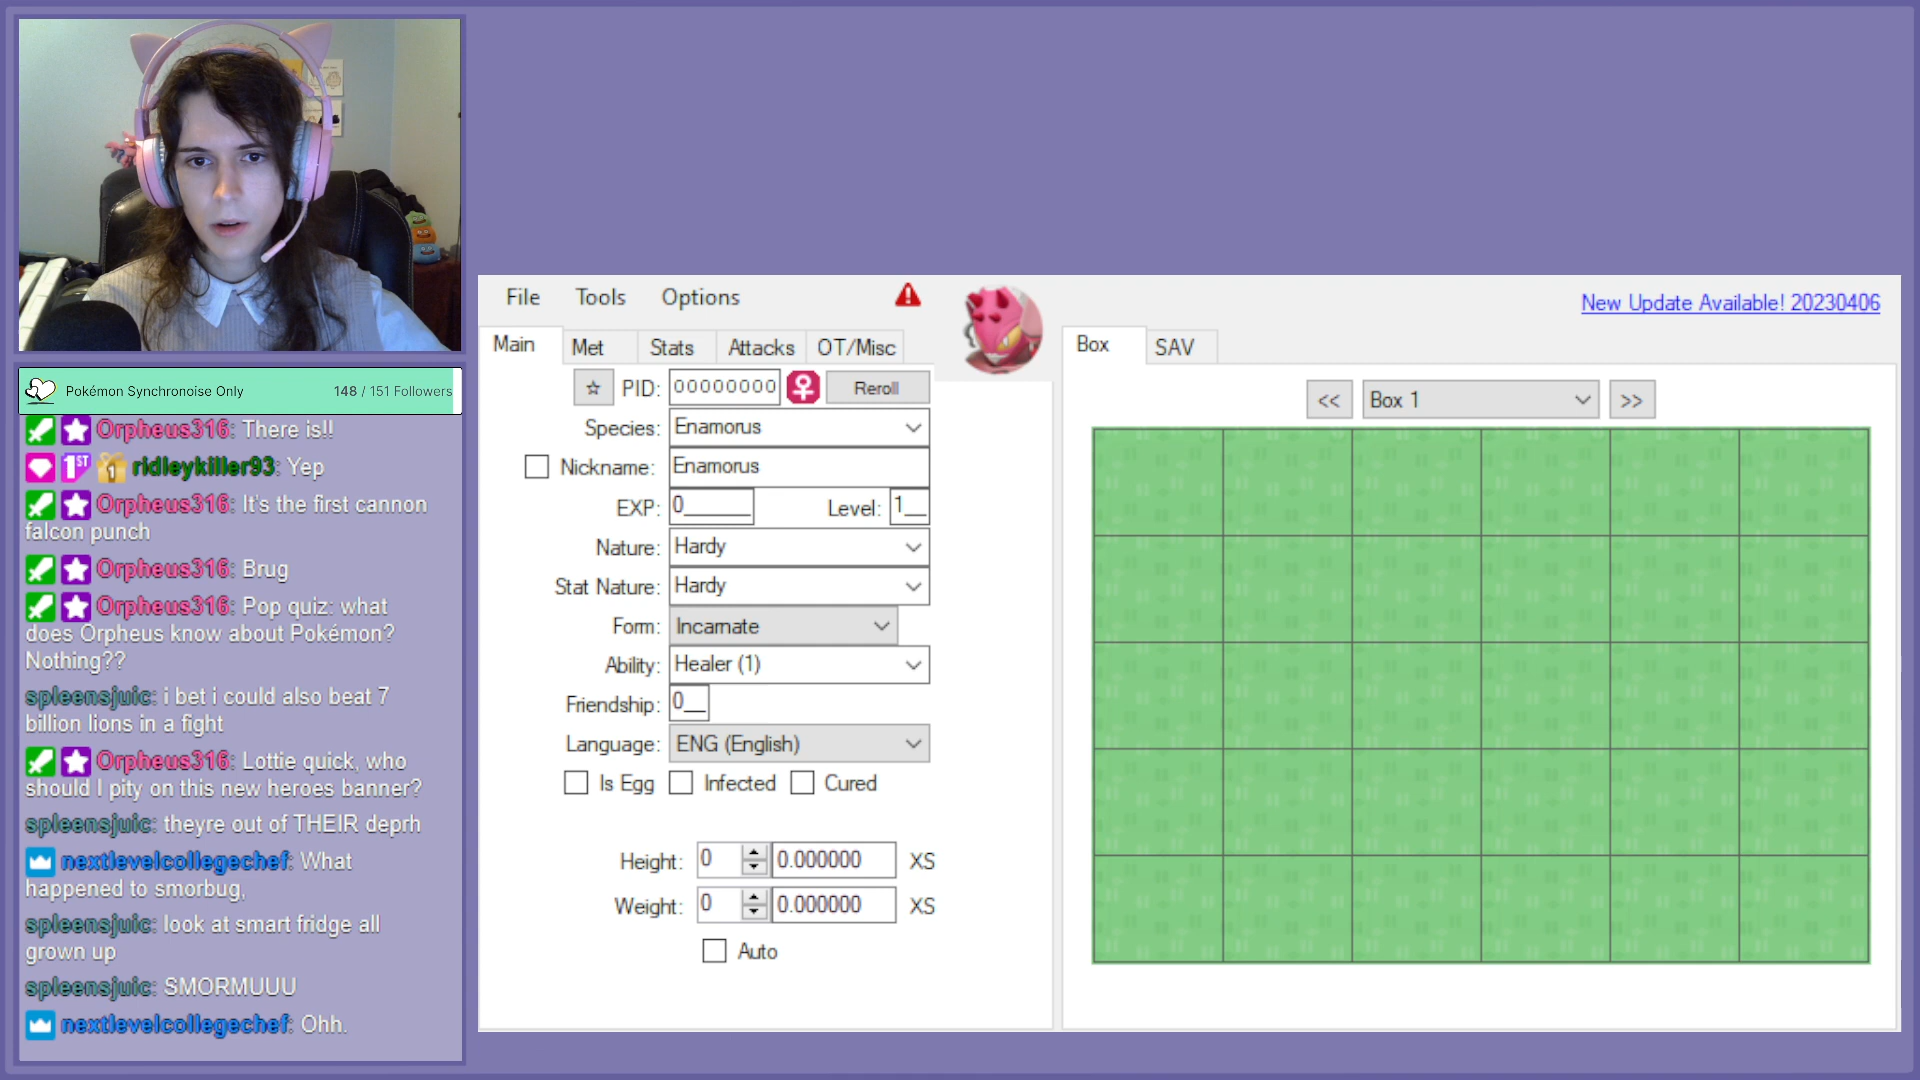 Pokémon Synchronoise Only 148 / 151 Followers
Orpheus316: There is!!
1ST 1 ridleykiller93: Yep
Orpheus316: It's the first cannon
falcon punch
Orpheus316: Brug
Orpheus316: Pop quiz: what
does Orpheus know about Pokémon?
Nothing??
spleensjuic: i bet i could also beat 7
billion lions in a fight
Orpheus316: Lottie quick, who
should I pity on this new heroes banner?
spleensjuic: theyre out of THEIR deprh
nextlevelcollegechef: What
happened to smorbug,
spleensjuic: look at smart fridge all
grown up
spleensjuic: SMORMUUU
nextlevelcollegechef: Ohh.
File Tools Options
Main Met Stats Attacks OT/Misc
☆ PID: 00000000 Reroll
Species: Enamorus
Nickname: Enamorus
EXP: 0______ Level: 1__
Nature: Hardy
Stat Nature: Hardy
Form: Incarnate
Ability: Healer (1)
Friendship: 0__
Language: ENG (English)
Is Egg Infected Cured
Height: 0 0.000000 XS
Weight: 0 0.000000 XS
Auto
New Update Available! 20230406
Box SAV
<< Box 1 >>